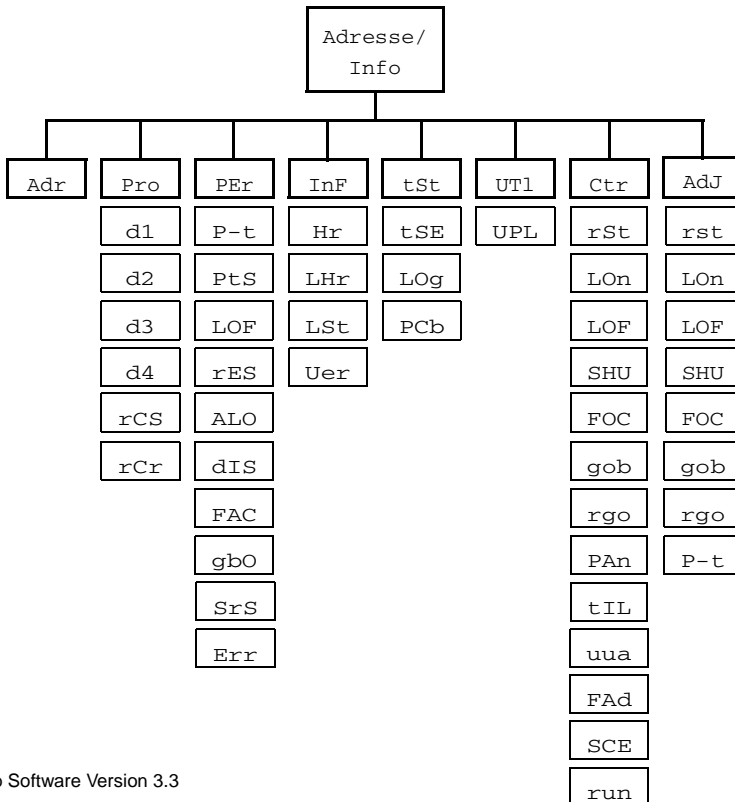 Adresse/
Info
Adr Pro PEr InF tSt UTl Ctr AdJ
d1 P-t Hr tSE UPL rSt rst
d2 PtS LHr LOg LOn LOn
d3 LOF LSt PCb LOF LOF
d4 rES Uer SHU SHU
rCS ALO FOC FOC
rCr dIS gob gob
FAC rgo rgo
gbO PAn P-t
SrS tIL
Err uua
FAd
SCE
Software Version 3.3
run